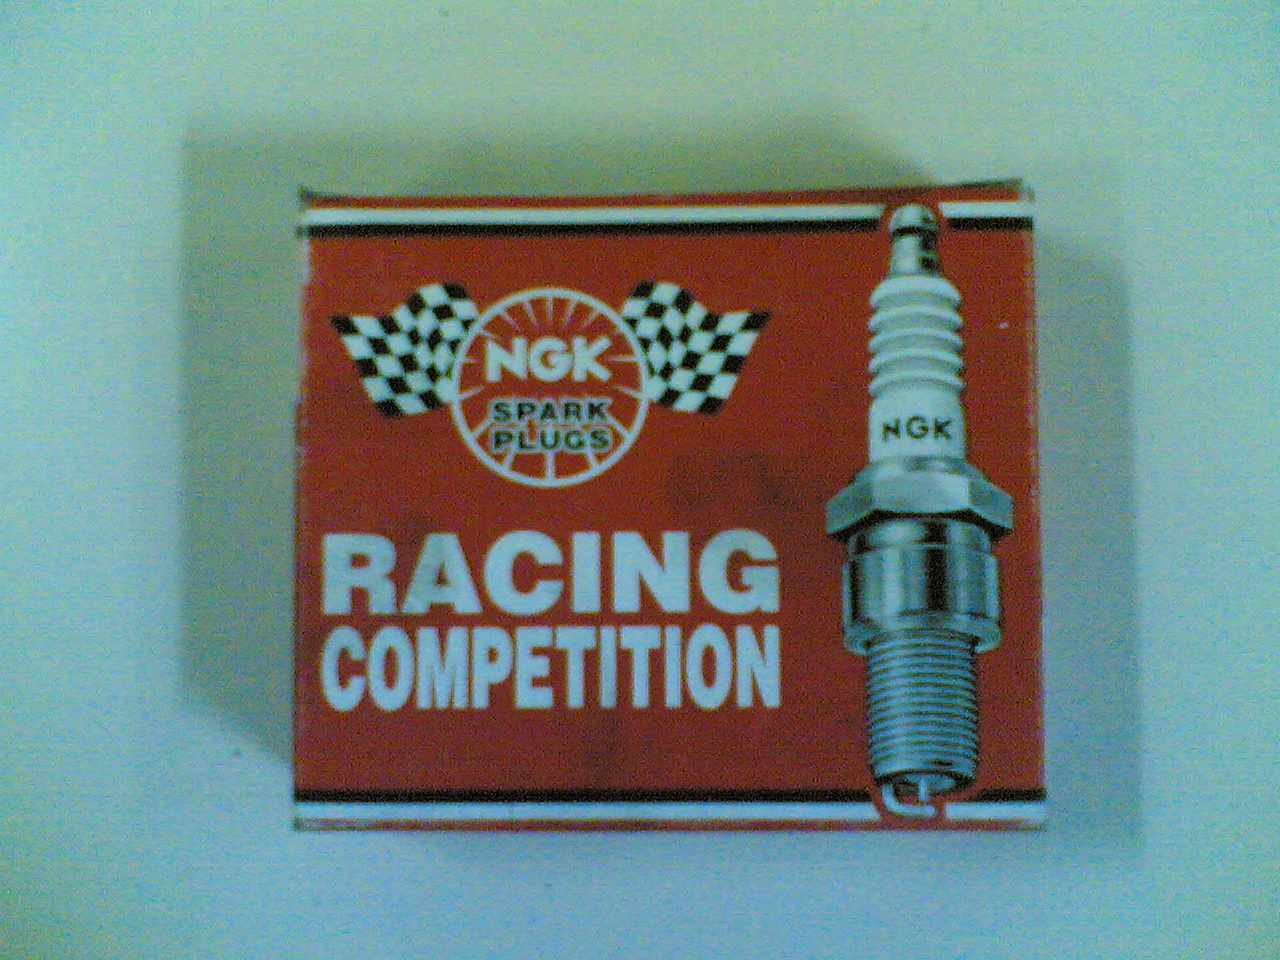 NGK
SPARK
PLUGS
NGK
RACING
COMPETITION